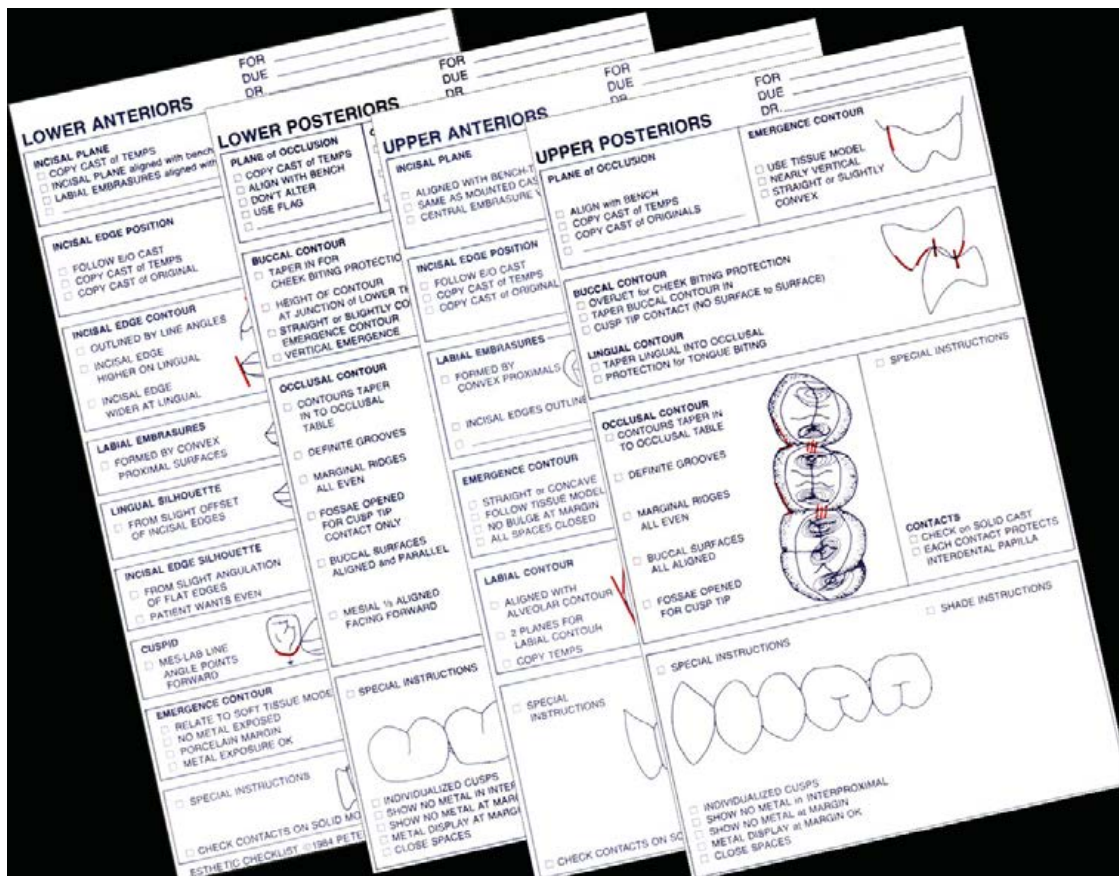 FOR
DUE
DR.
LOWER ANTERIORS
INCISAL PLANE
COPY CAST of TEMPS
INCISAL PLANE aligned with bench
LABIAL EMBRASURES aligned with
INCISAL EDGE POSITION
FOLLOW E/O CAST
COPY CAST of TEMPS
COPY CAST of ORIGINAL
INCISAL EDGE CONTOUR
OUTLINED BY LINE ANGLES
INCISAL EDGE
HIGHER ON LINGUAL
INCISAL EDGE
WIDER AT LINGUAL
LABIAL EMBRASURES
FORMED BY CONVEX
PROXIMAL SURFACES
LINGUAL SILHOUETTE
FROM SLIGHT OFFSET
OF INCISAL EDGES
INCISAL EDGE SILHOUETTE
FROM SLIGHT ANGULATION
OF FLAT EDGES
PATIENT WANTS EVEN
CUSPID
MES-LAB LINE
ANGLE POINTS
FORWARD
EMERGENCE CONTOUR
RELATE TO SOFT TISSUE MODE
NO METAL EXPOSED
PORCELAIN MARGIN
METAL EXPOSURE OK
SPECIAL INSTRUCTIONS
CHECK CONTACTS ON SOLID MO
ESTHETIC CHECKLIST ©1984 PETE
FOR
DUE
DR.
LOWER POSTERIORS
PLANE of OCCLUSION
COPY CAST of TEMPS
ALIGN WITH BENCH
DON'T ALTER
USE FLAG
BUCCAL CONTOUR
TAPER IN FOR
CHEEK BITING PROTECTIO
HEIGHT OF CONTOUR
AT JUNCTION of LOWER
STRAIGHT or SLIGHTLY CO
EMERGENCE CONTOUR
VERTICAL EMERGENCE
OCCLUSAL CONTOUR
CONTOURS TAPER
IN TO OCCLUSAL
TABLE
DEFINITE GROOVES
MARGINAL RIDGES
ALL EVEN
FOSSAE OPENED
FOR CUSP TIP
CONTACT ONLY
BUCCAL SURFACES
ALIGNED and PARALLEL
MESIAL ⅓ ALIGNED
FACING FORWARD
SPECIAL INSTRUCTIONS
INDIVIDUALIZED CUSPS
SHOW NO METAL IN INTERP
SHOW NO METAL AT MAR
METAL DISPLAY at MARG
CLOSE SPACES
FOR
DUE
DR.
UPPER ANTERIORS
INCISAL PLANE
ALIGNED WITH BENCH-T
SAME AS MOUNTED CAS
CENTRAL EMBRASURE
INCISAL EDGE POSITION
FOLLOW E/O CAST
COPY CAST of TEMPS
COPY CAST of ORIGINAL
LABIAL EMBRASURES
FORMED BY
CONVEX PROXIMALS
INCISAL EDGES OUTLINE
EMERGENCE CONTOUR
STRAIGHT or CONCAVE
FOLLOW TISSUE MODEL
NO BULGE AT MARGIN
ALL SPACES CLOSED
LABIAL CONTOUR
ALIGNED WITH
ALVEOLAR CONTOUR
2 PLANES FOR
LABIAL CONTOUR
COPY TEMPS
SPECIAL
INSTRUCTIONS
CHECK CONTACTS ON SO
FOR
DUE
DR.
UPPER POSTERIORS
PLANE of OCCLUSION
ALIGN with BENCH
COPY CAST of TEMPS
COPY CAST of ORIGINALS
EMERGENCE CONTOUR
USE TISSUE MODEL
NEARLY VERTICAL
STRAIGHT or SLIGHTLY
CONVEX
BUCCAL CONTOUR
OVERJET for CHEEK BITING PROTECTION
TAPER BUCCAL CONTOUR IN
CUSP TIP CONTACT (NO SURFACE to SURFACE)
LINGUAL CONTOUR
TAPER LINGUAL INTO OCCLUSAL
PROTECTION for TONGUE BITING
OCCLUSAL CONTOUR
CONTOURS TAPER IN
TO OCCLUSAL TABLE
DEFINITE GROOVES
MARGINAL RIDGES
ALL EVEN
BUCCAL SURFACES
ALL ALIGNED
FOSSAE OPENED
FOR CUSP TIP
SPECIAL INSTRUCTIONS
CONTACTS
CHECK on SOLID CAST
EACH CONTACT PROTECTS
INTERDENTAL PAPILLA
SHADE INSTRUCTIONS
SPECIAL INSTRUCTIONS
INDIVIDUALIZED CUSPS
SHOW NO METAL in INTERPROXIMAL
SHOW NO METAL at MARGIN
METAL DISPLAY at MARGIN OK
CLOSE SPACES